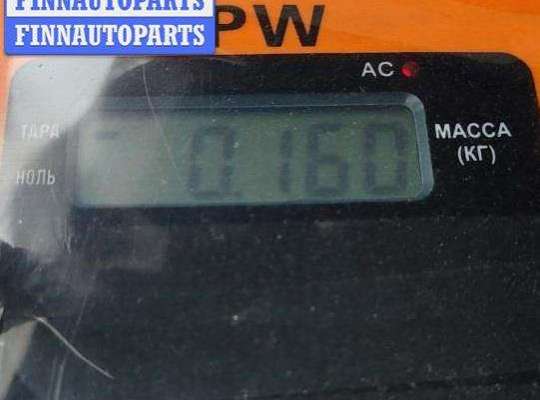 FINNAUTOPARTS
FINNAUTOPARTS
PW
AC
ТАРА
0.160
МАССА
(КГ)
НОЛЬ